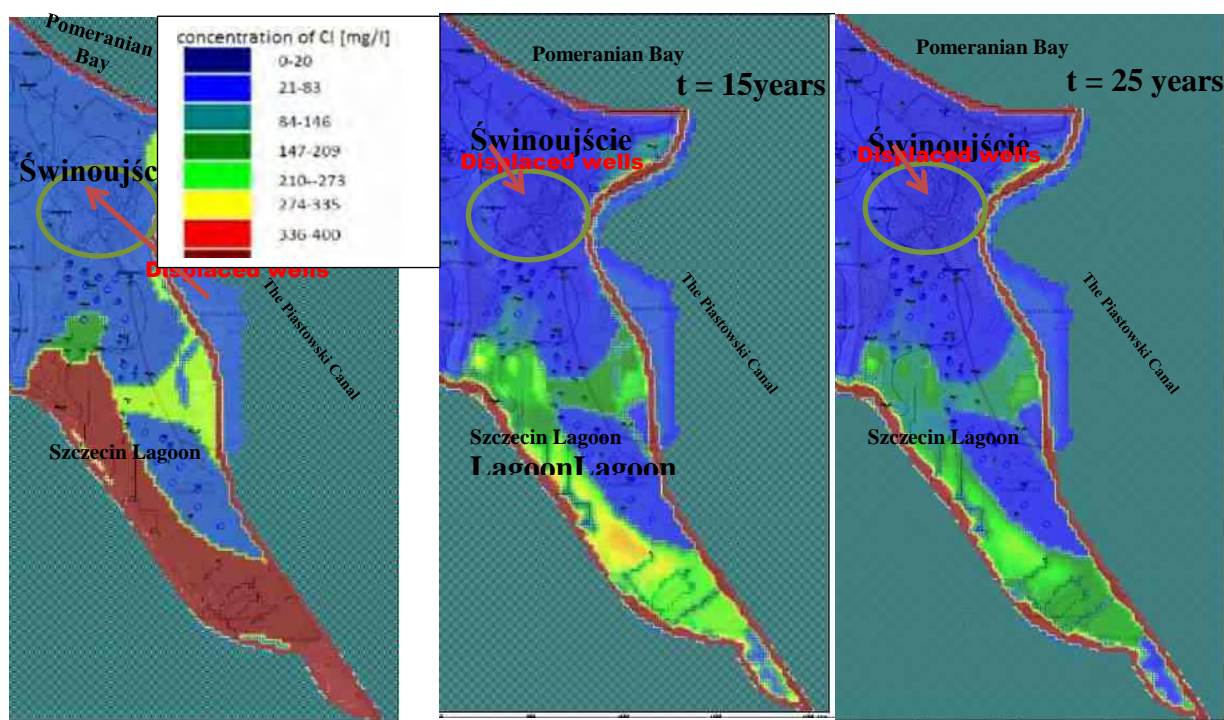 Pomeranian
Bay
concentration of Cl [mg/l]
0-20
21-83
84-146
147-209
210--273
274-335
336-400
Świnoujśc
Displaced wells
The Piastowski Canal
Szczecin Lagoon
Pomeranian Bay
t = 15years
Świnoujście
Displaced wells
The Piastowski Canal
Szczecin Lagoon
LagoonLagoon
Pomeranian Bay
t = 25 years
Świnoujście
Displaced wells
The Piastowski Canal
Szczecin Lagoon